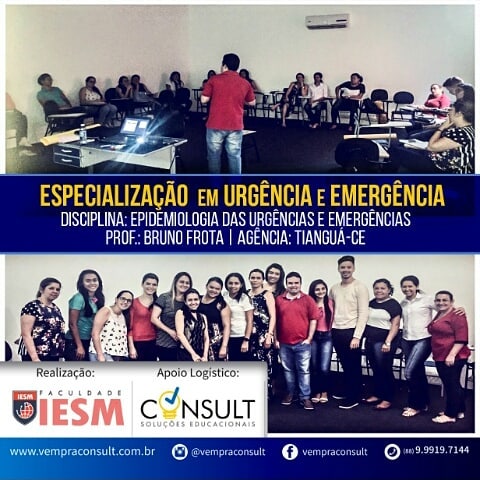 ESPECIALIZAÇÃO EM URGÊNCIA E EMERGÊNCIA
DISCIPLINA: EPIDEMIOLOGIA DAS URGÊNCIAS E EMERGÊNCIAS
PROF.: BRUNO FROTA | AGÊNCIA: TIANGUÁ-CE
Realização:
Apoio Logístico:
IESM
FACULDADE
IESM
CONSULT
SOLUÇÕES EDUCACIONAIS
www.vempraconsult.com.br
@vempraconsult
vempraconsult
(88) 9.9919.7144